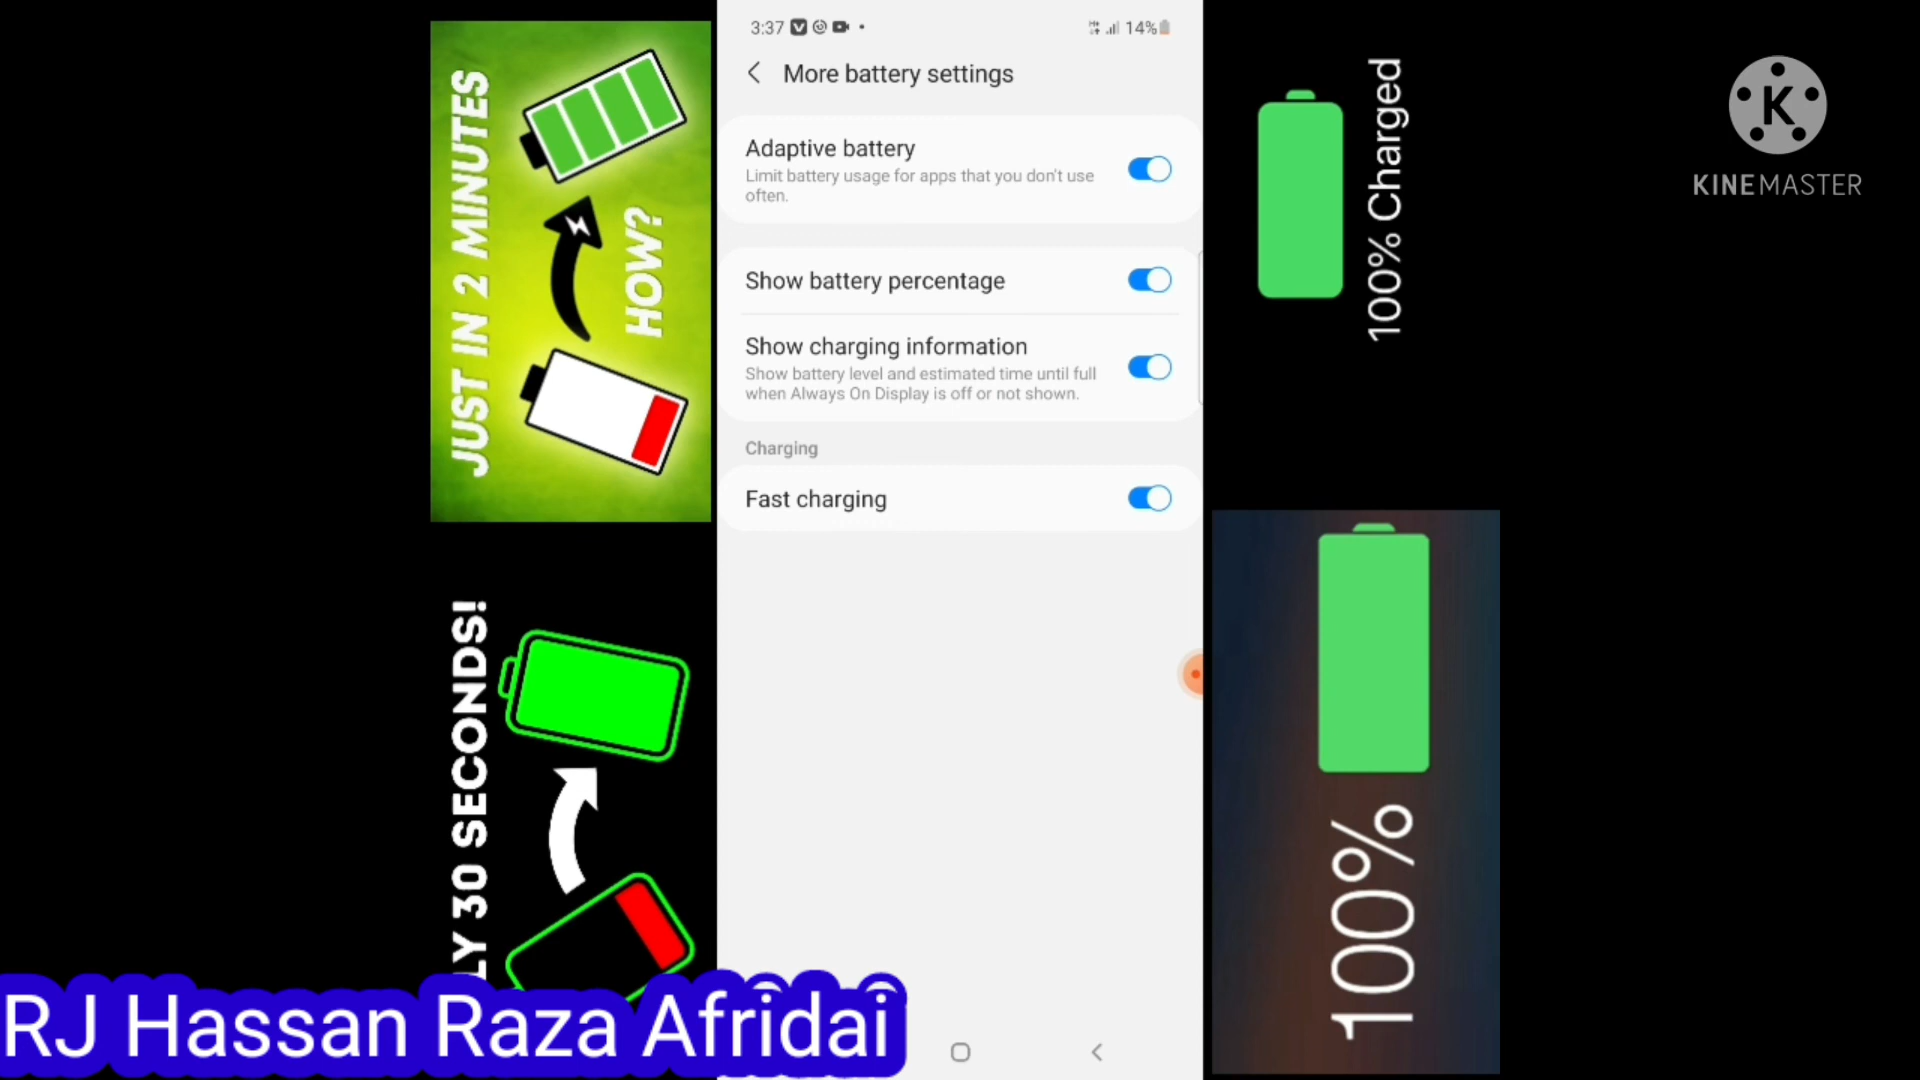 JUST IN 2 MINUTES
HOW?
LY 30 SECONDS!
3:37
14%
More battery settings
Adaptive battery
Limit battery usage for apps that you don't use
often.
Show battery percentage
Show charging information
Show battery level and estimated time until full
when Always On Display is off or not shown.
Charging
Fast charging
100% Charged
100%
K
KINEMASTER
RJ Hassan Raza Afridai